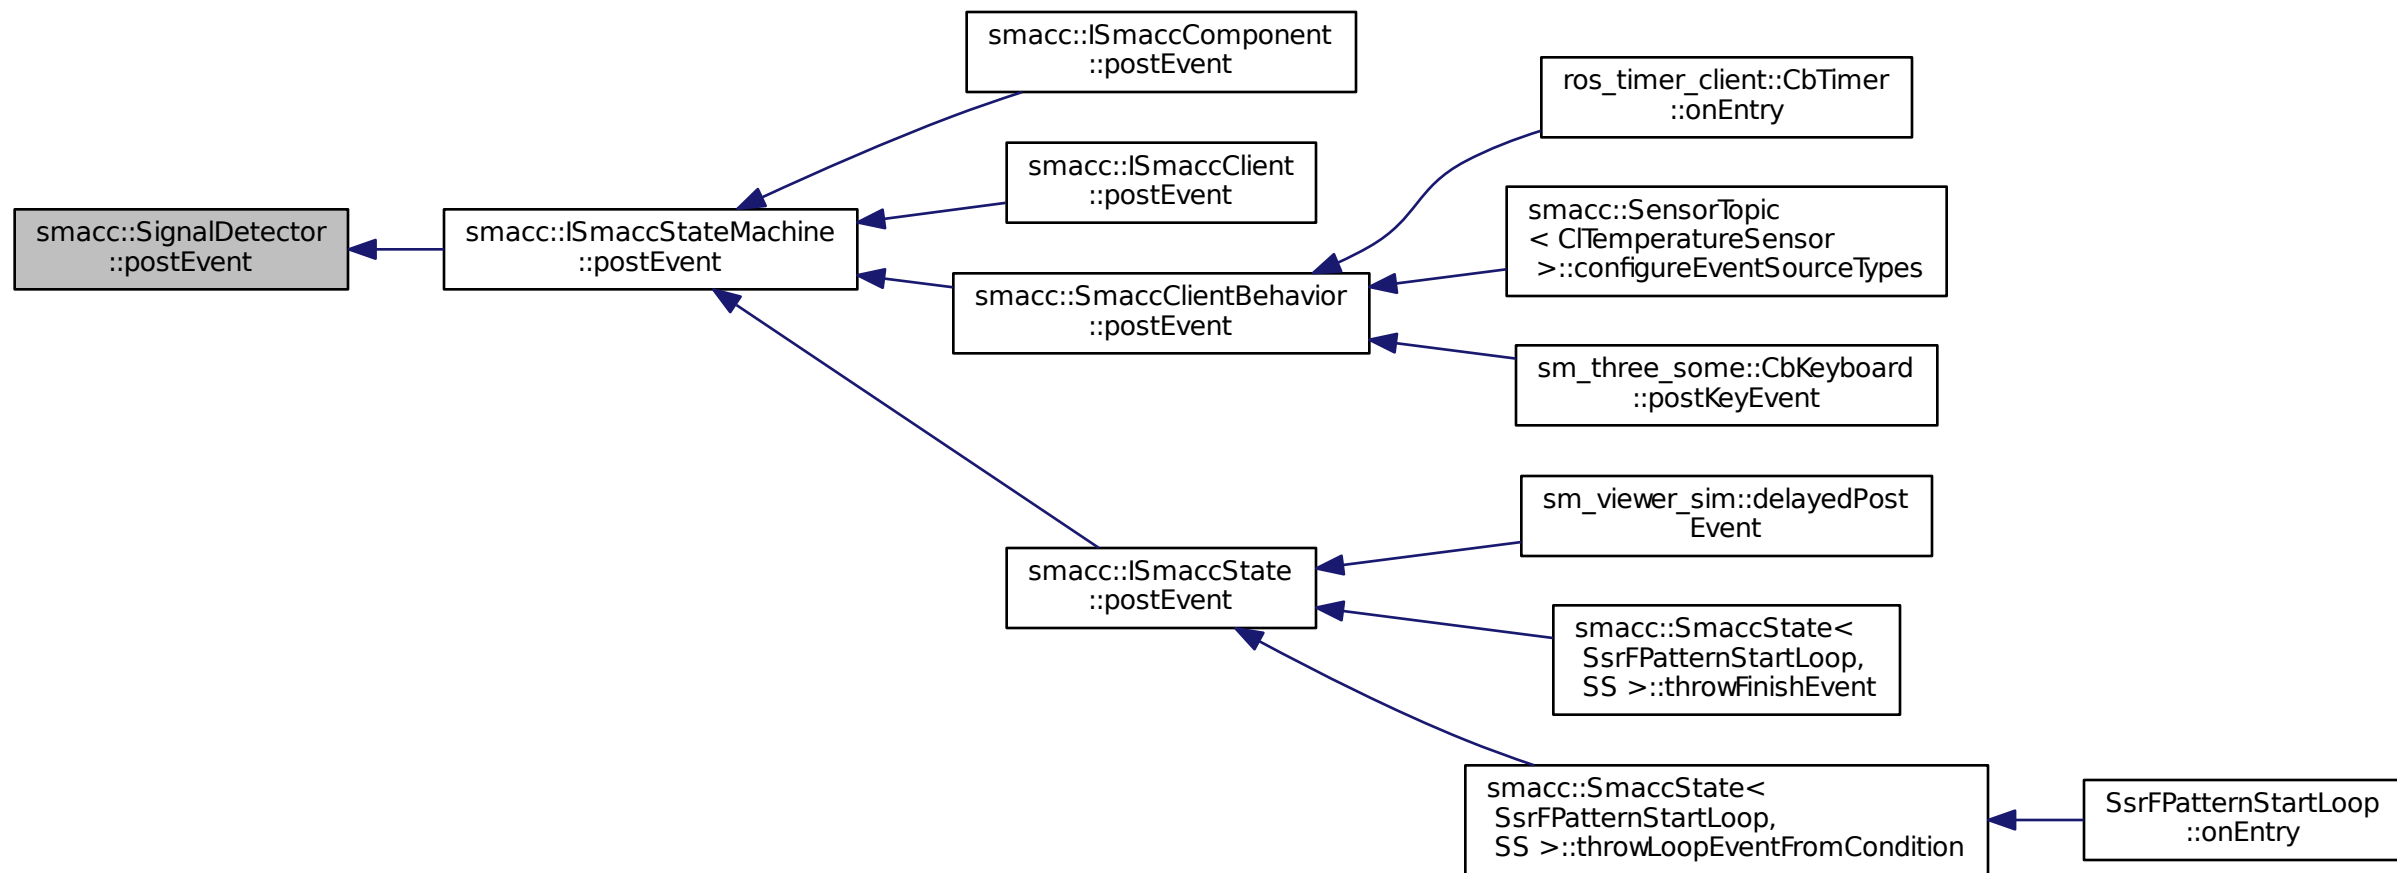 smacc::SignalDetector
::postEvent
smacc::ISmaccStateMachine
::postEvent
smacc::ISmaccComponent
::postEvent
smacc::ISmaccClient
::postEvent
smacc::SmaccClientBehavior
::postEvent
ros_timer_client::CbTimer
::onEntry
smacc::SensorTopic
< ClTemperatureSensor
>::configureEventSourceTypes
sm_three_some::CbKeyboard
::postKeyEvent
smacc::ISmaccState
::postEvent
sm_viewer_sim::delayedPost
Event
smacc::SmaccState<
SsrFPatternStartLoop,
SS >::throwFinishEvent
smacc::SmaccState<
SsrFPatternStartLoop,
SS >::throwLoopEventFromCondition
SsrFPatternStartLoop
::onEntry